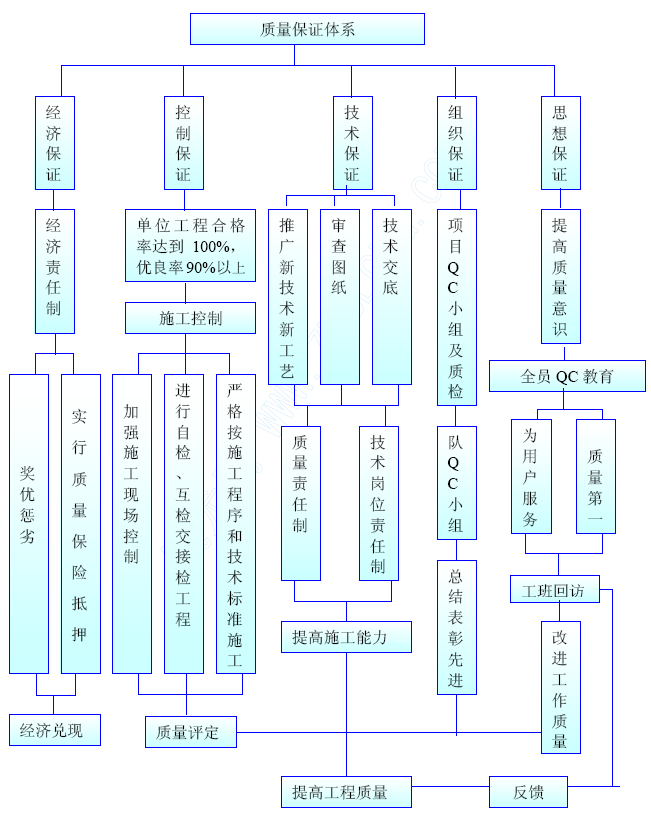 质量保证体系
经济保证
控制保证
技术保证
组织保证
思想保证
经济责任制
单位工程合格
率达到 100%,
优良率90%以上
推广新技术新工艺
审查图纸
技术交底
项目QC小组及质检
提高质量意识
施工控制
全员QC教育
奖优惩劣
实行质量保险抵押
加强施工现场控制
进行自检、互检交接检工程
严格按施工程序和技术标准施工
质量责任制
技术岗位责任制
队QC小组
为用户服务
质量第一
总结表彰先进
工班回访
提高施工能力
改进工作质量
经济兑现
质量评定
提高工程质量
反馈